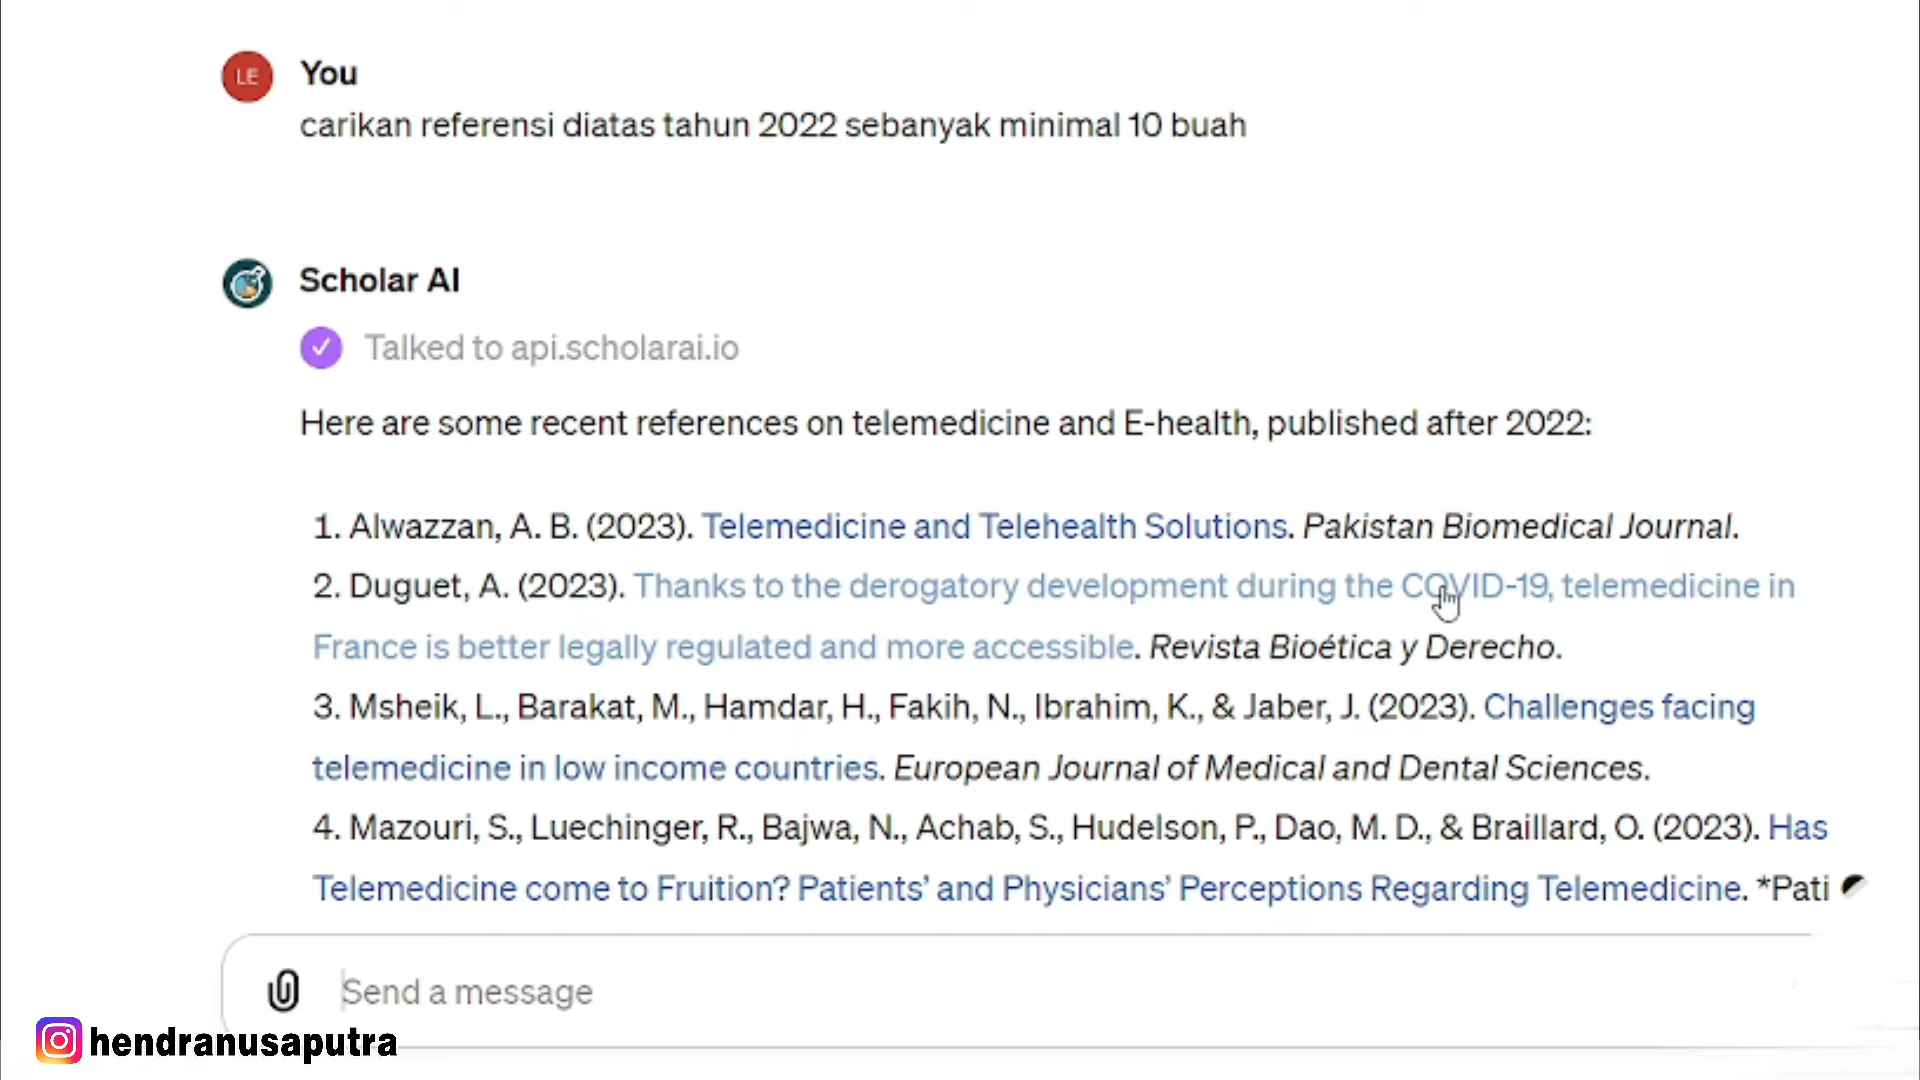 LE
You
carikan referensi diatas tahun 2022 sebanyak minimal 10 buah
Scholar AI
Talked to api.scholarai.io
Here are some recent references on telemedicine and E-health, published after 2022:
1. Alwazzan, A. B. (2023). Telemedicine and Telehealth Solutions. Pakistan Biomedical Journal.
2. Duguet, A. (2023). Thanks to the derogatory development during the COVID-19, telemedicine in
France is better legally regulated and more accessible. Revista Bioética y Derecho.
3. Msheik, L., Barakat, M., Hamdar, H., Fakih, N., Ibrahim, K., & Jaber, J. (2023). Challenges facing
telemedicine in low income countries. European Journal of Medical and Dental Sciences.
4. Mazouri, S., Luechinger, R., Bajwa, N., Achab, S., Hudelson, P., Dao, M. D., & Braillard, O. (2023). Has
Telemedicine come to Fruition? Patients’ and Physicians’ Perceptions Regarding Telemedicine. *Pati
Send a message
hendranusaputra